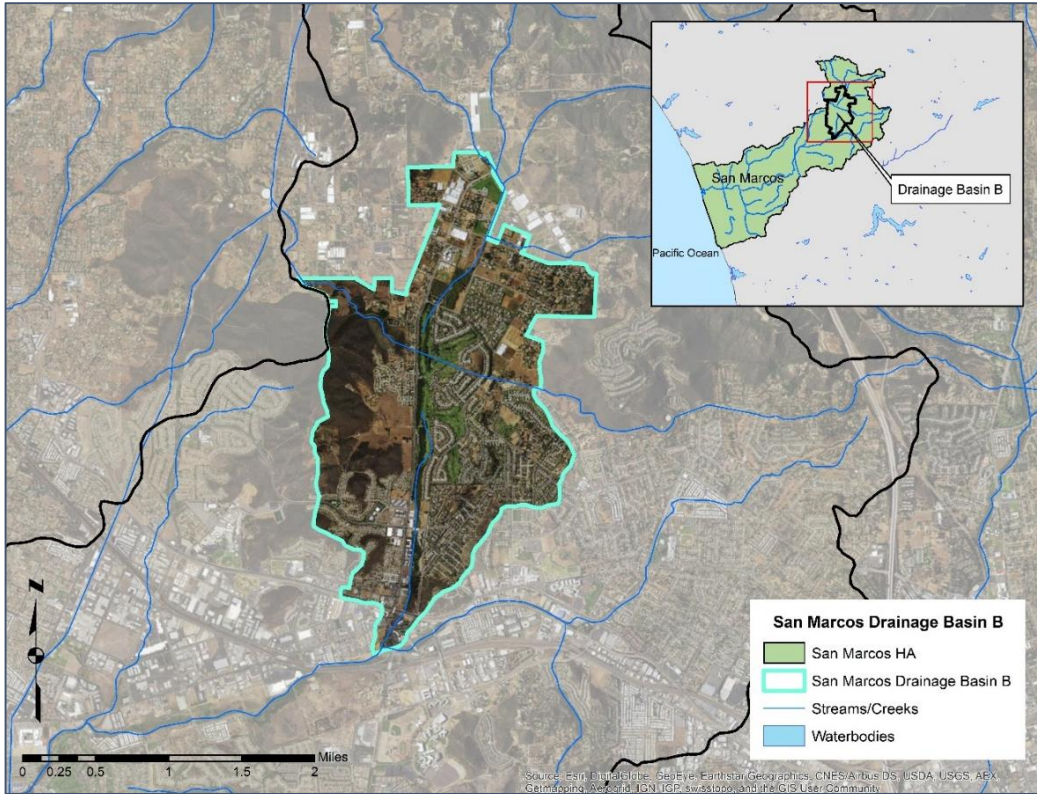 San Marcos
Drainage Basin B
Pacific Ocean
N
San Marcos Drainage Basin B
San Marcos HA
San Marcos Drainage Basin B
Streams/Creeks
Waterbodies
Miles
0 0.25 0.5 1 1.5 2
Source: Esri, DigitalGlobe, GeoEye, Earthstar Geographics, CNES/Airbus DS, USDA, USGS, AEX,
Getmapping, Aerogrid, IGN, IGP, swisstopo, and the GIS User Community